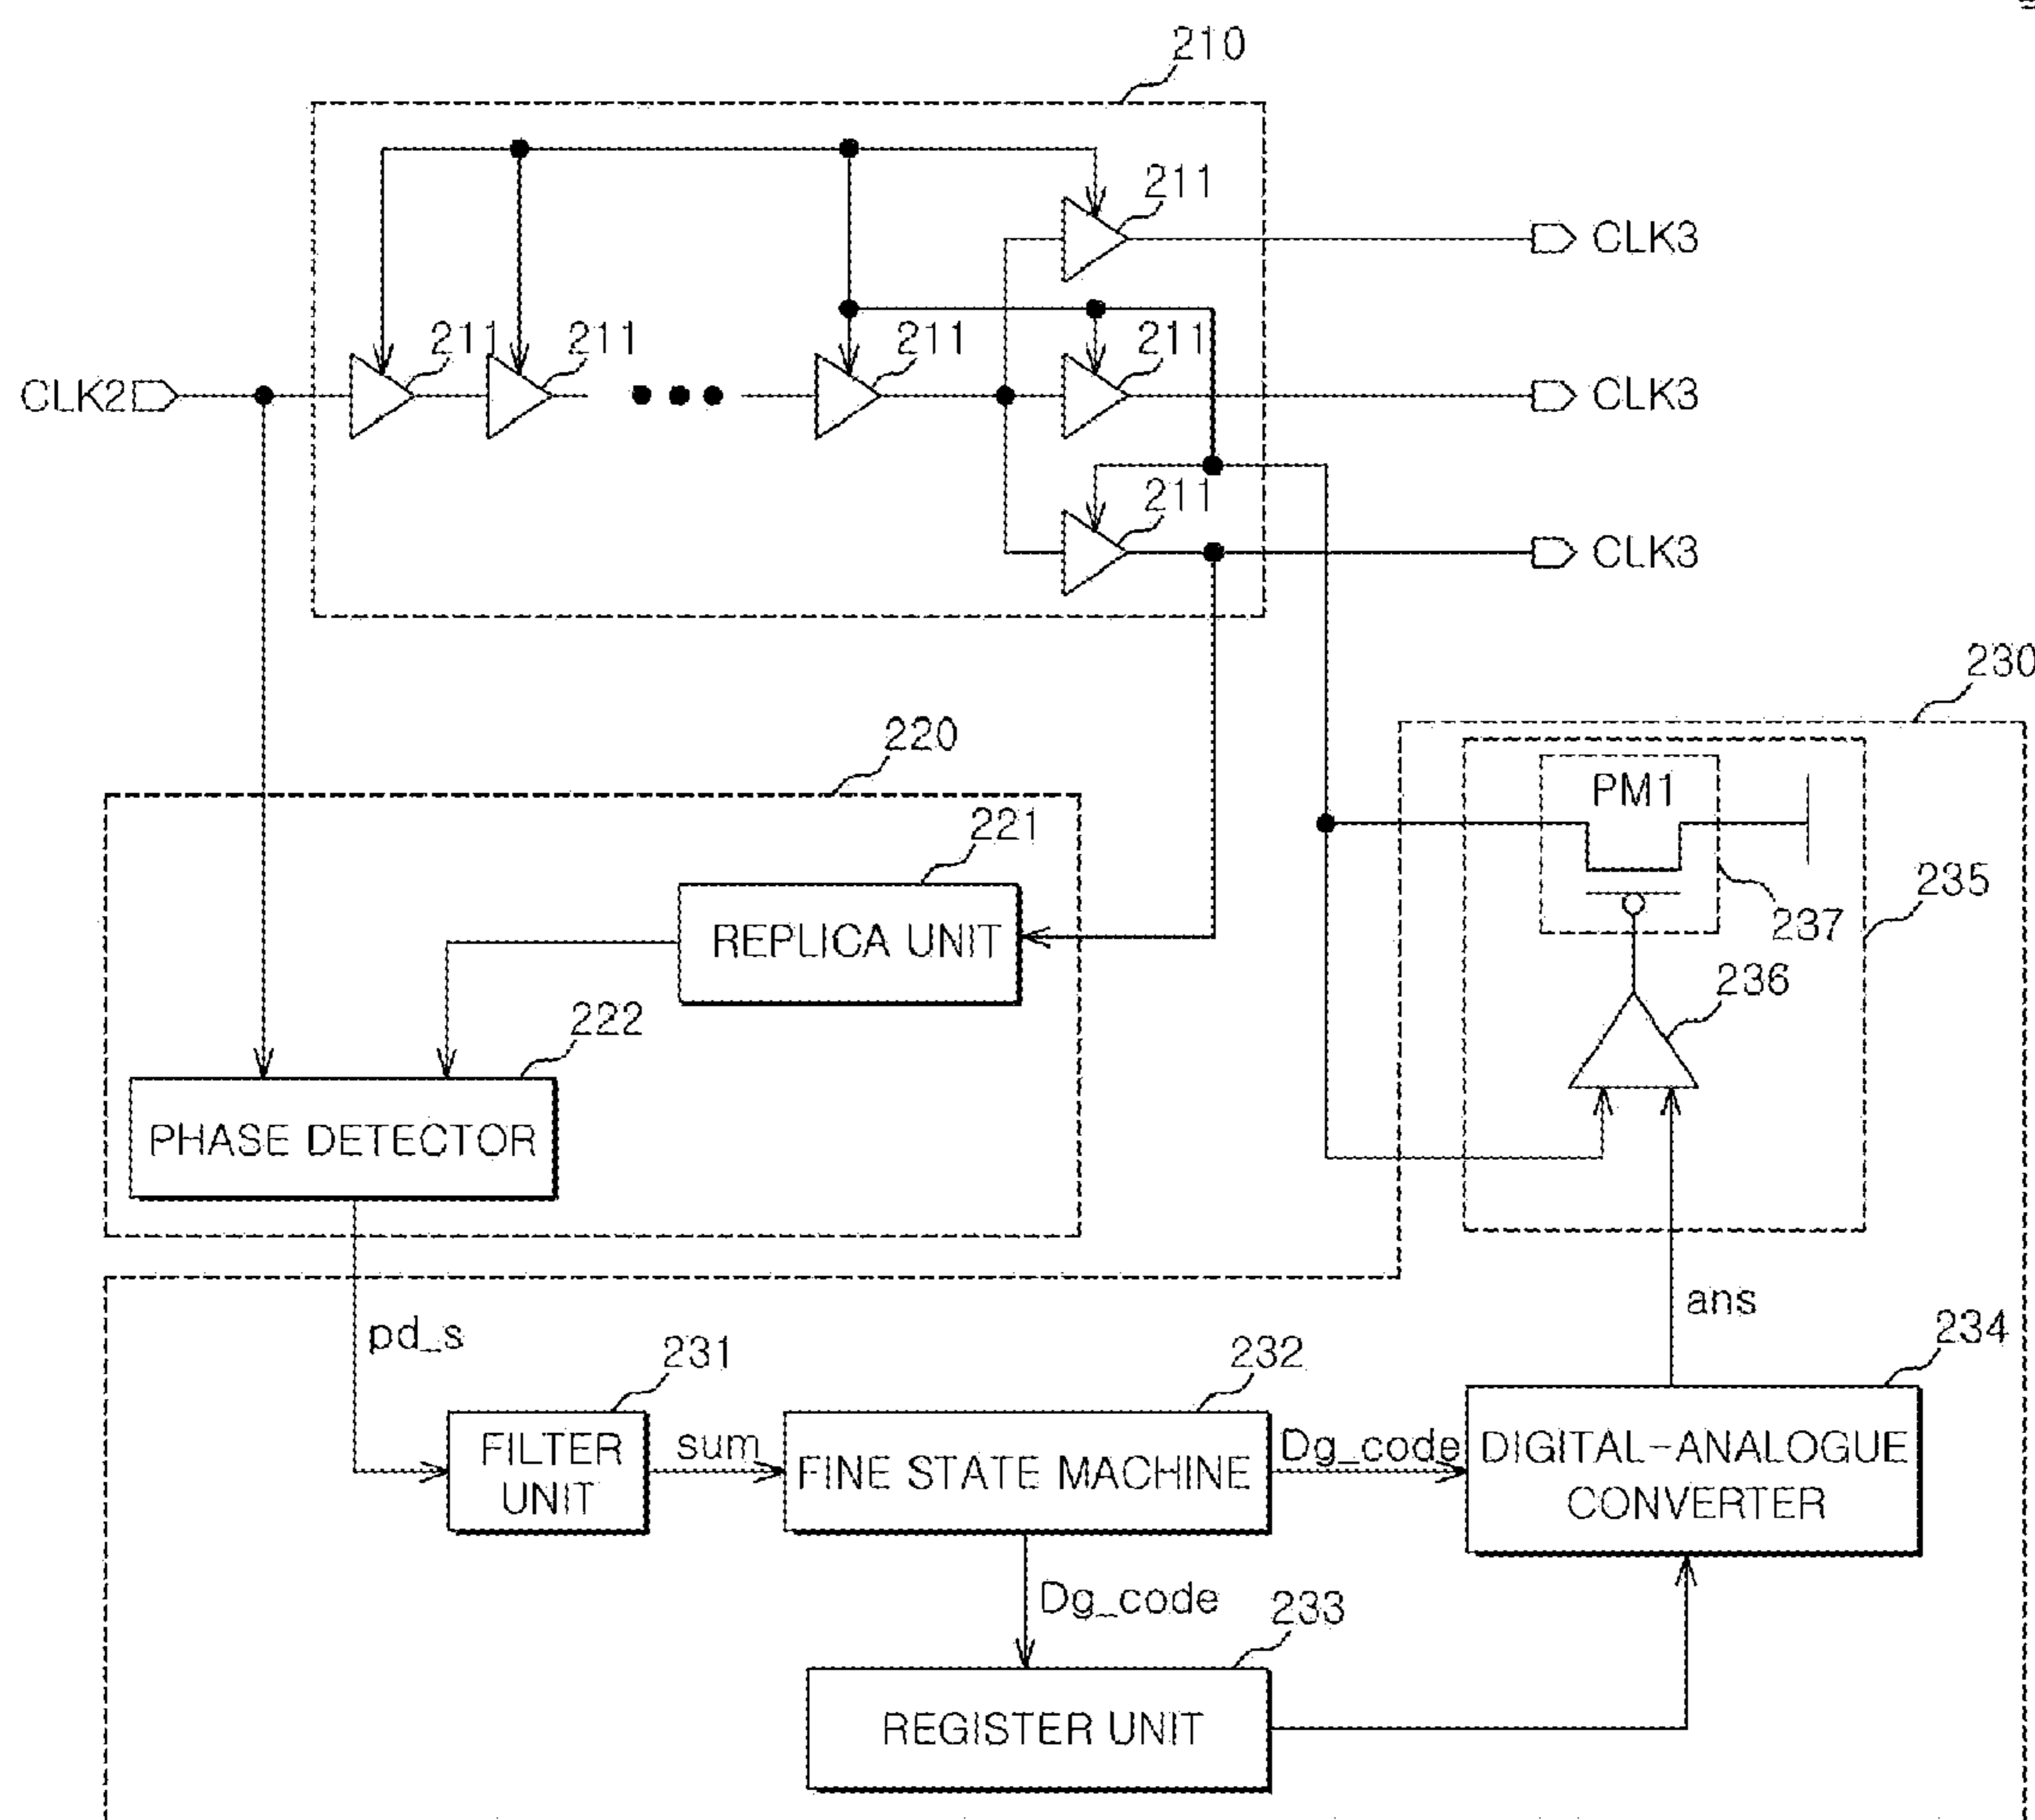 210
211
CLK3
211
211
211
211
CLK2
CLK3
211
CLK3
230
220
PM1
221
235
REPLICA UNIT
237
236
222
PHASE DETECTOR
ans
pd_s
231
232
234
FILTER UNIT
sum
FINE STATE MACHINE
Dg_code
DIGITAL-ANALOGUE CONVERTER
Dg_code
233
REGISTER UNIT